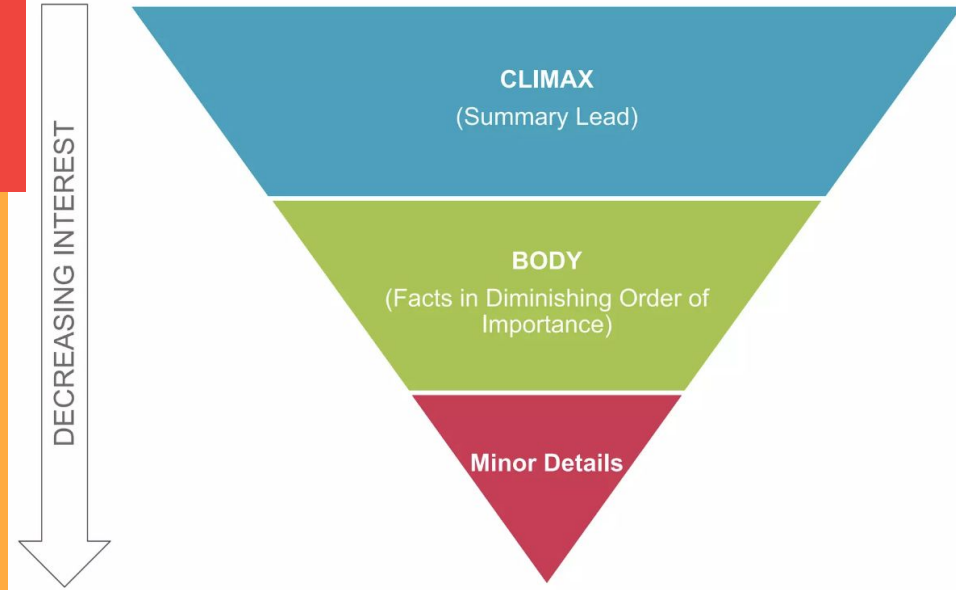 DECREASING INTEREST
CLIMAX
(Summary Lead)
BODY
(Facts in Diminishing Order of
Importance)
Minor Details